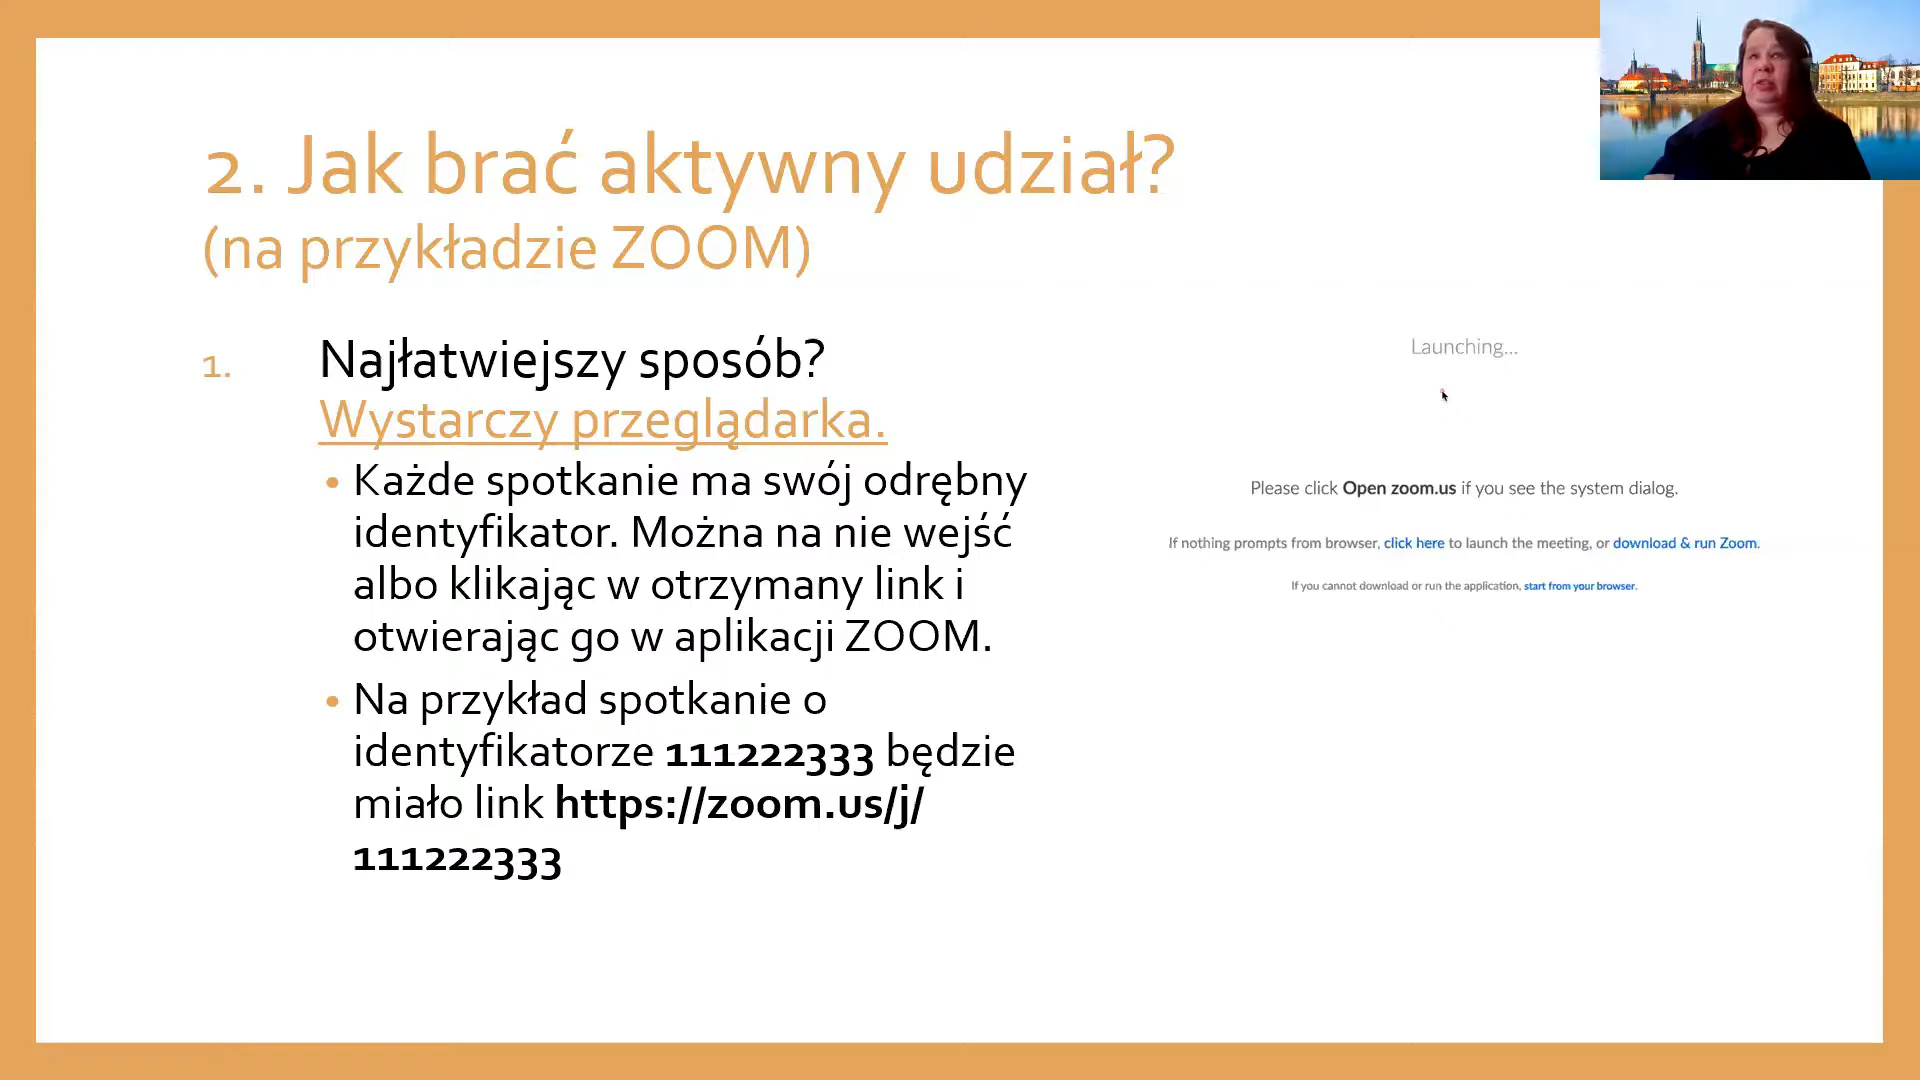 2. Jak brać aktywny udział?
(na przykładzie ZOOM)
1. Najłatwiejszy sposób?
Wystarczy przeglądarka.
• Każde spotkanie ma swój odrębny
identyfikator. Można na nie wejść
albo klikając w otrzymany link i
otwierając go w aplikacji ZOOM.
• Na przykład spotkanie o
identyfikatorze 111222333 będzie
miało link https://zoom.us/j/
111222333
Launching...
Please click Open zoom.us if you see the system dialog.
If nothing prompts from browser, click here to launch the meeting, or download & run Zoom.
If you cannot download or run the application, start from your browser.